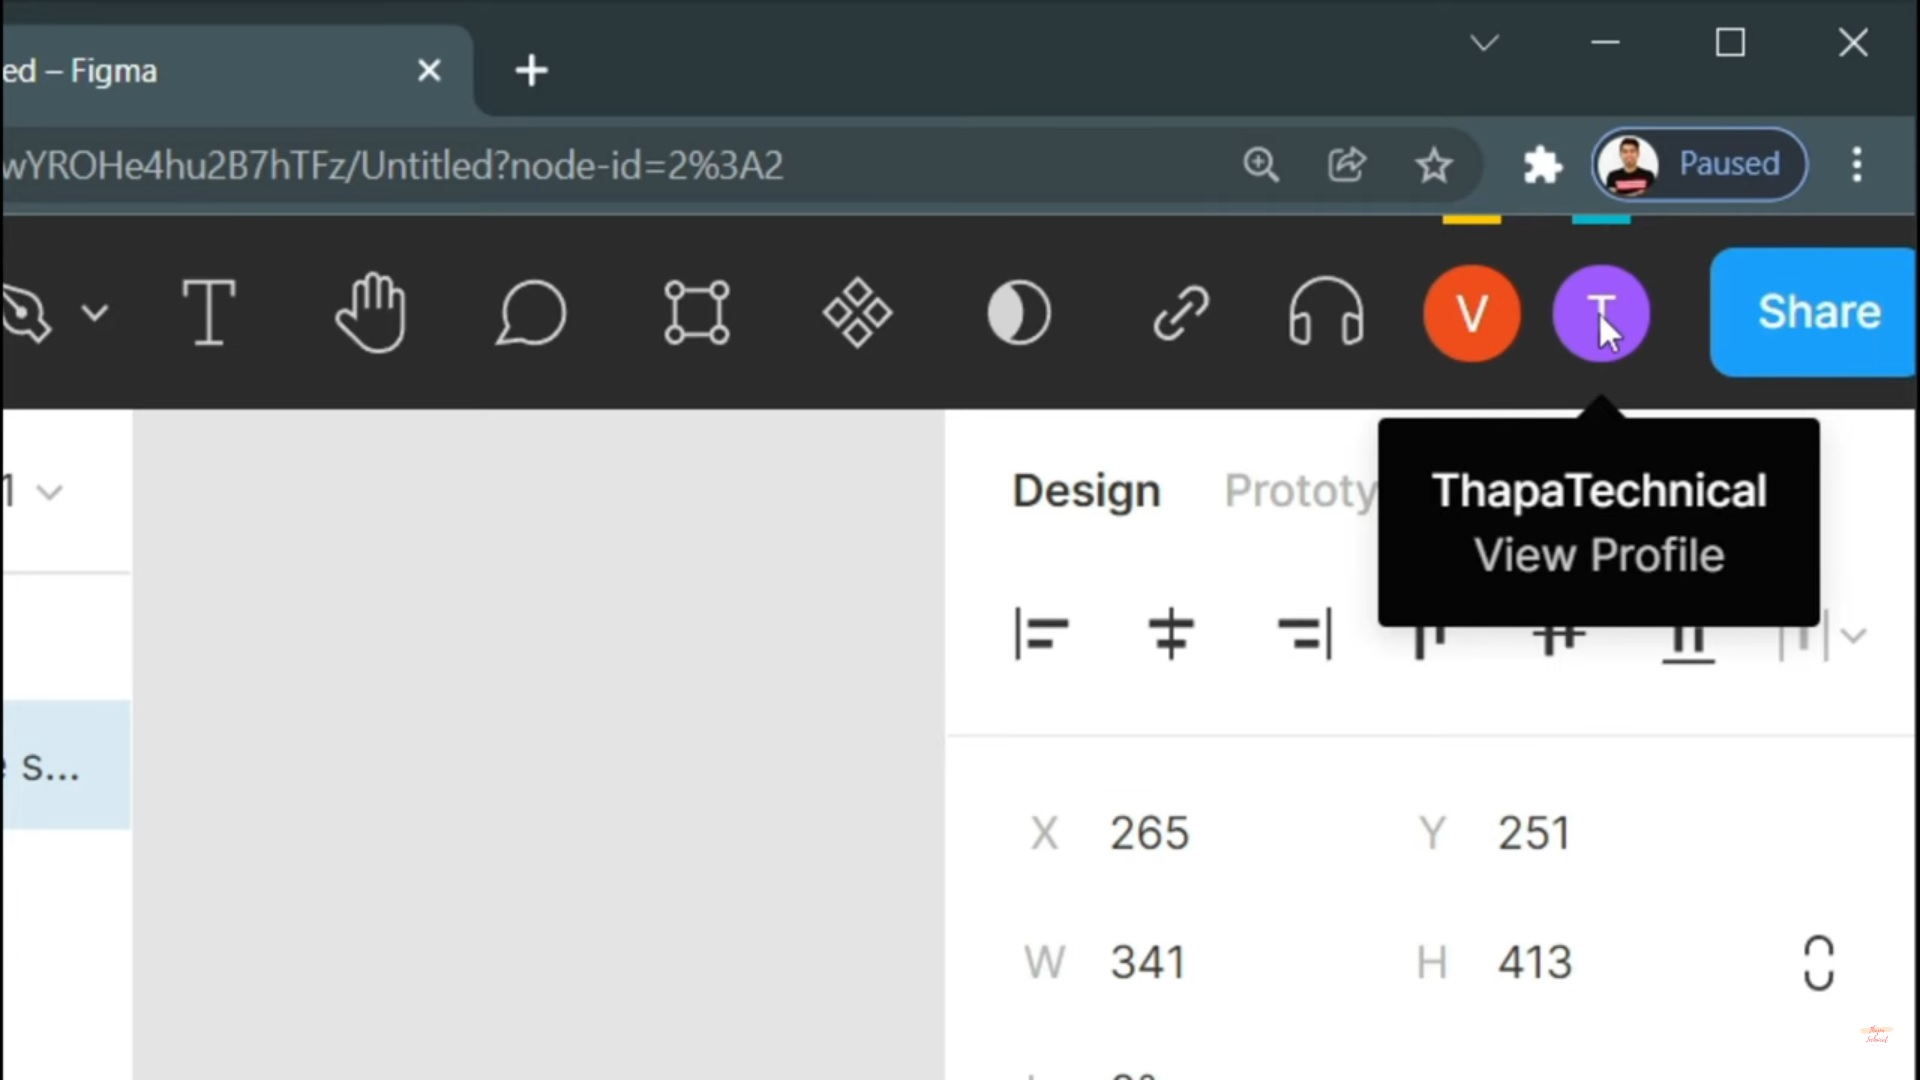 ed – Figma
wYROHe4hu2B7hTFz/Untitled?node-id=2%3A2
Paused
V
T
Share
1
Design
Prototy
ThapaTechnical
View Profile
s...
X 265
Y 251
W 341
H 413